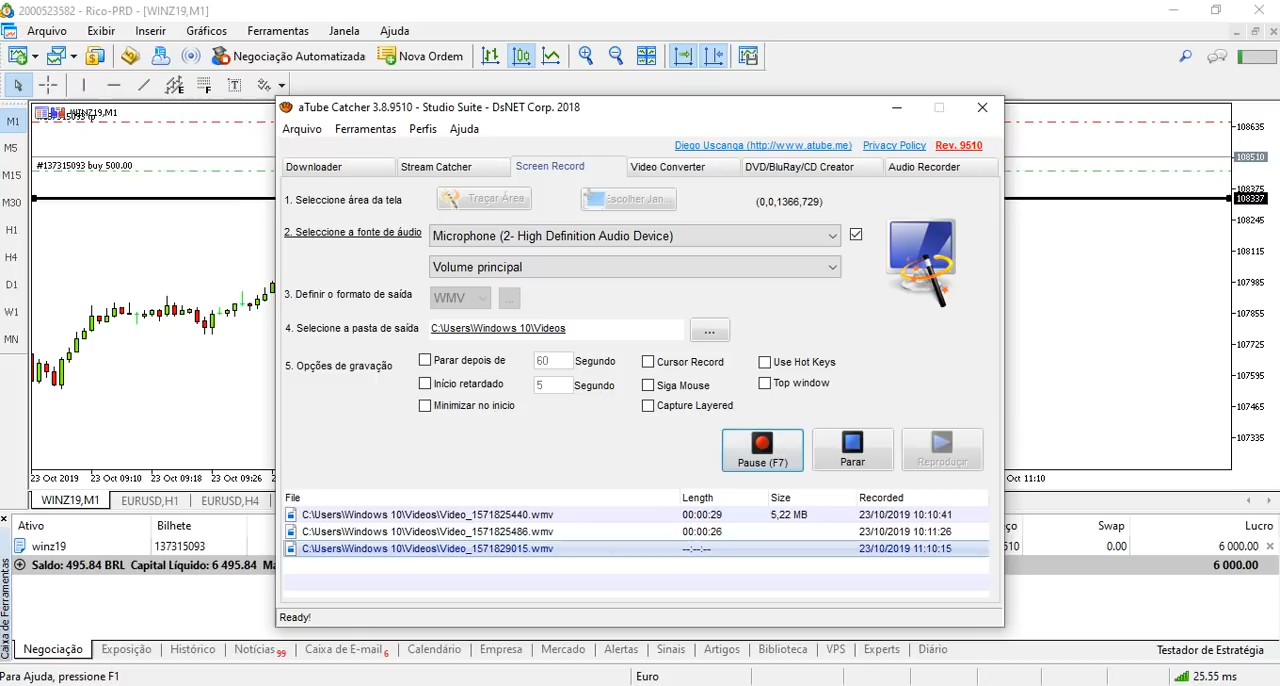 2000523582 - Rico-PRD - [WINZ19,M1]
Arquivo Exibir Inserir Gráficos Ferramentas Janela Ajuda
Negociação Automatizada Nova Ordem
M1
M5
M15
M30
H1
H4
D1
W1
MN
WINZ19,M1
#137315093 buy 500.00
108635
108510
108375
108337
108245
108115
107985
107855
107725
107595
107465
107335
aTube Catcher 3.8.9510 - Studio Suite - DsNET Corp. 2018
Arquivo Ferramentas Perfis Ajuda
Diego Uscanga (http://www.atube.me) Privacy Policy Rev. 9510
Downloader Stream Catcher Screen Record Video Converter DVD/BluRay/CD Creator Audio Recorder
1. Seleccione área da tela Traçar Área Escolher Jan... (0,0,1366,729)
2. Seleccione a fonte de áudio Microphone (2- High Definition Audio Device)
Volume principal
3. Definir o formato de saída WMV ...
4. Selecione a pasta de saída C:\Users\Windows 10\Videos ...
5. Opções de gravação
Parar depois de 60 Segundo Cursor Record Use Hot Keys
Início retardado 5 Segundo Siga Mouse Top window
Minimizar no início Capture Layered
Pause (F7) Parar Reproduçir
File Length Size Recorded
C:\Users\Windows 10\Videos\Video_1571825440.wmv 00:00:29 5,22 MB 23/10/2019 10:10:41
C:\Users\Windows 10\Videos\Video_1571825486.wmv 00:00:26 23/10/2019 10:11:26
C:\Users\Windows 10\Videos\Video_1571829015.wmv --:--:-- 23/10/2019 11:10:15
Ready!
23 Oct 2019 23 Oct 09:10 23 Oct 09:18 23 Oct 09:26 Oct 11:10
WINZ19,M1 EURUSD,H1 EURUSD,H4
Ativo Bilhete ço Swap Lucro
winz19 137315093 510 0.00 6 000.00
Saldo: 495.84 BRL Capital Líquido: 6 495.84 Ma 6 000.00
Caixa de Ferramentas
Negociação Exposição Histórico Notícias 99 Caixa de E-mail 6 Calendário Empresa Mercado Alertas Sinais Artigos Biblioteca VPS Experts Diário Testador de Estratégia
Para Ajuda, pressione F1 Euro 25.55 ms